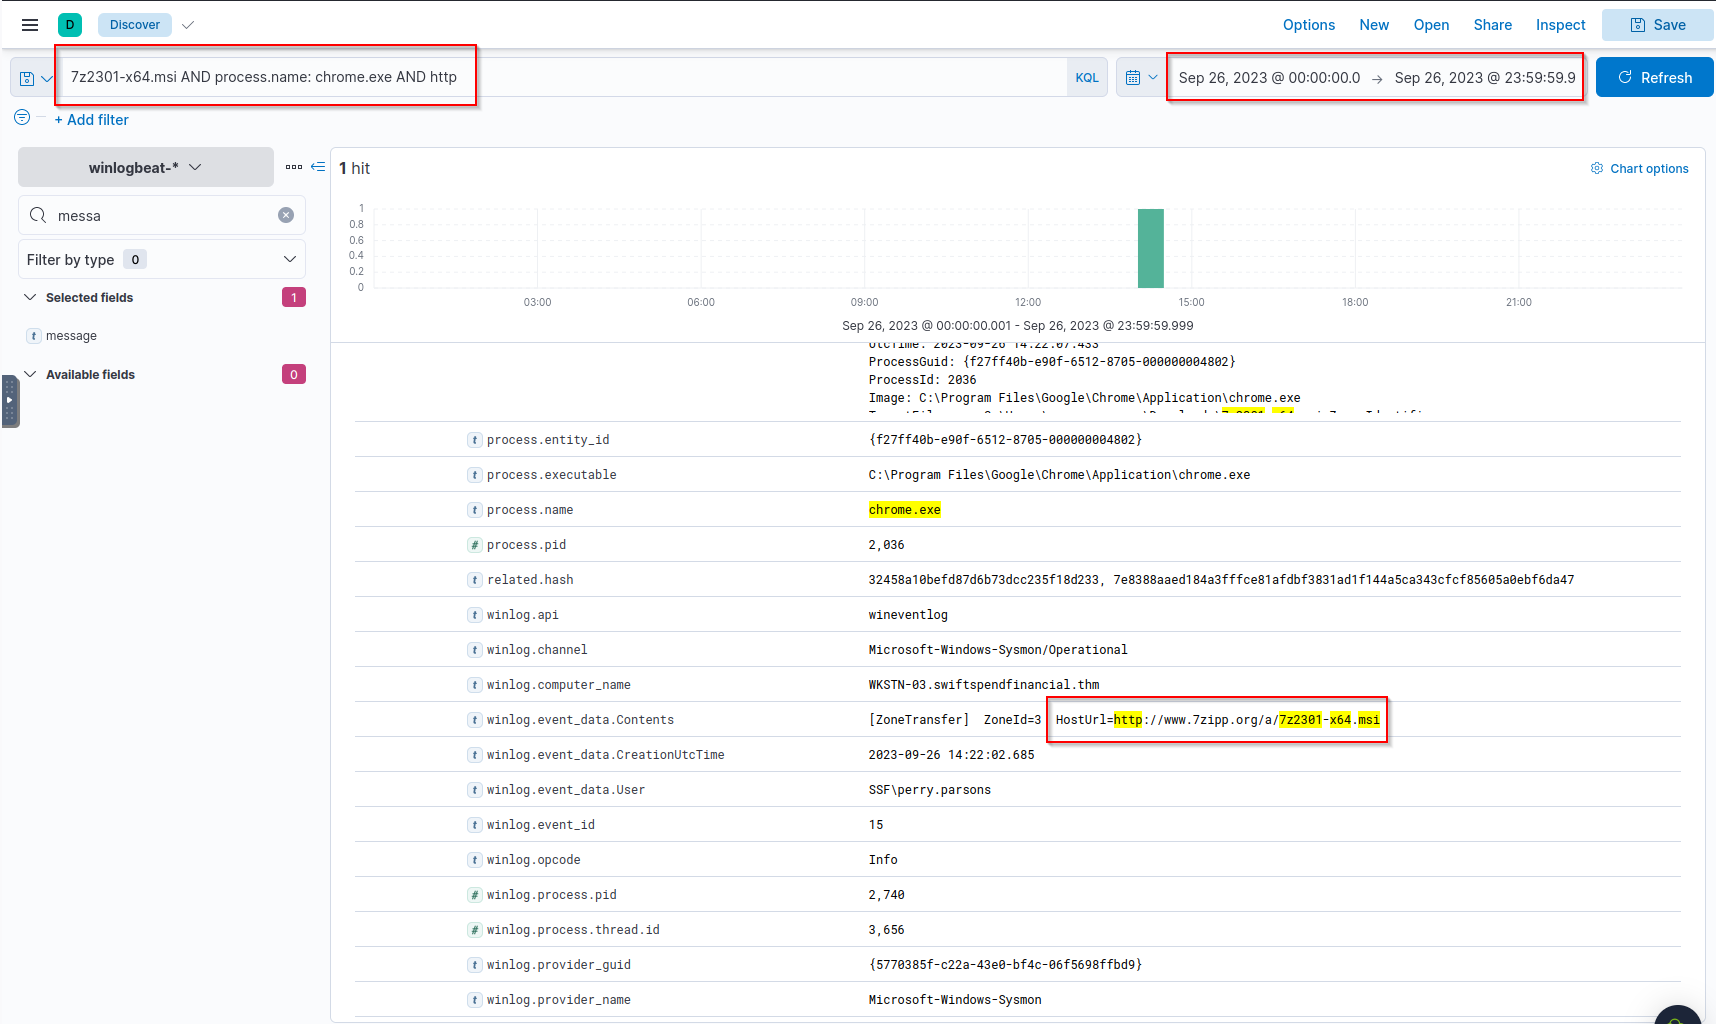 D Discover Options New Open Share Inspect Save
7z2301-x64.msi AND process.name: chrome.exe AND http KQL Sep 26, 2023 @ 00:00:00.0 → Sep 26, 2023 @ 23:59:59.9 Refresh
+ Add filter
winlogbeat-*
messa
Filter by type 0
Selected fields 1
t message
Available fields 0
1 hit Chart options
1
0.8
0.6
0.4
0.2
0
03:00 06:00 09:00 12:00 15:00 18:00 21:00
Sep 26, 2023 @ 00:00:00.001 - Sep 26, 2023 @ 23:59:59.999
UtcTime: 2023-09-26 14:22:07.433
ProcessGuid: {f27ff40b-e90f-6512-8705-000000004802}
ProcessId: 2036
Image: C:\Program Files\Google\Chrome\Application\chrome.exe
t process.entity_id {f27ff40b-e90f-6512-8705-000000004802}
t process.executable C:\Program Files\Google\Chrome\Application\chrome.exe
t process.name chrome.exe
# process.pid 2,036
t related.hash 32458a10befd87d6b73dcc235f18d233, 7e8388aaed184a3fffce81afdbf3831ad1f144a5ca343cfcf85605a0ebf6da47
t winlog.api wineventlog
t winlog.channel Microsoft-Windows-Sysmon/Operational
t winlog.computer_name WKSTN-03.swiftspendfinancial.thm
t winlog.event_data.Contents [ZoneTransfer] ZoneId=3 HostUrl=http://www.7zipp.org/a/7z2301-x64.msi
t winlog.event_data.CreationUtcTime 2023-09-26 14:22:02.685
t winlog.event_data.User SSF\perry.parsons
t winlog.event_id 15
t winlog.opcode Info
# winlog.process.pid 2,740
# winlog.process.thread.id 3,656
t winlog.provider_guid {5770385f-c22a-43e0-bf4c-06f5698ffbd9}
t winlog.provider_name Microsoft-Windows-Sysmon